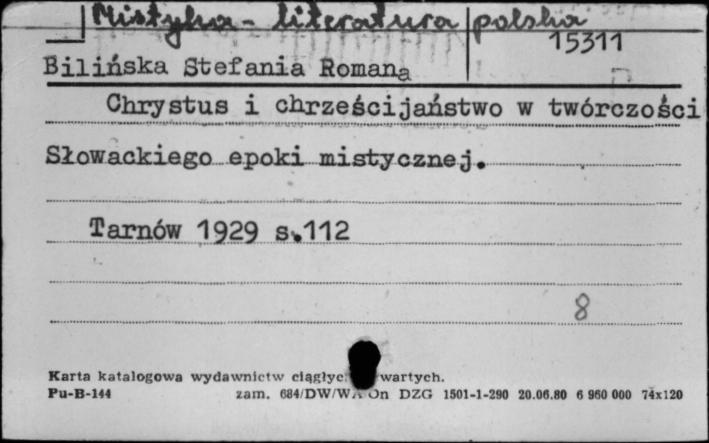 Mistyka - literatura polska
15311
Bilińska Stefania Romana
Chrystus i chrześcijaństwo w twórczości
Słowackiego epoki mistycznej.
Tarnów 1929 s.112
8
Karta katalogowa wydawnictw wartych.
Pu-B-144 zam. 684/DW/WA On DZG 1501-1-290 20.06.80 6 960 000 74x120